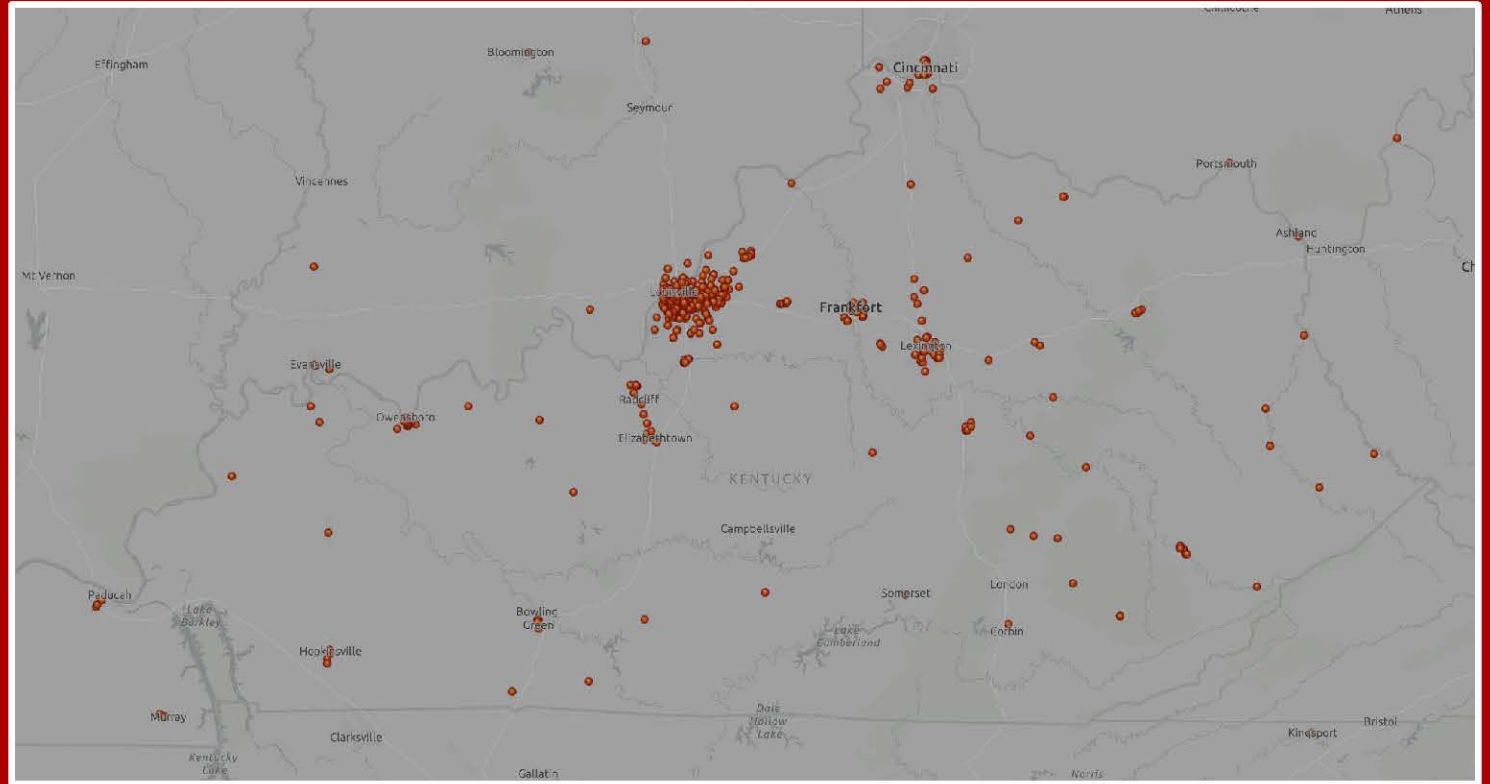 Chillicothe
Athens
Bloomington
Effingham
Cincinnati
Seymour
Portsmouth
Vincennes
Ashland
Huntington
Mt Vernon
Ch
Louisville
Frankfort
Lexington
Evansville
Radcliff
Owensboro
Elizabethtown
KENTUCKY
Campbellsville
London
Paducah
Somerset
Lake
Barkley
Bowling
Green
Corbin
Lake
Cumberland
Hopkinsville
Murray
Dale
Hollow
Lake
Bristol
Clarksville
Kingsport
Kentucky
Lake
Gallatin
Norris